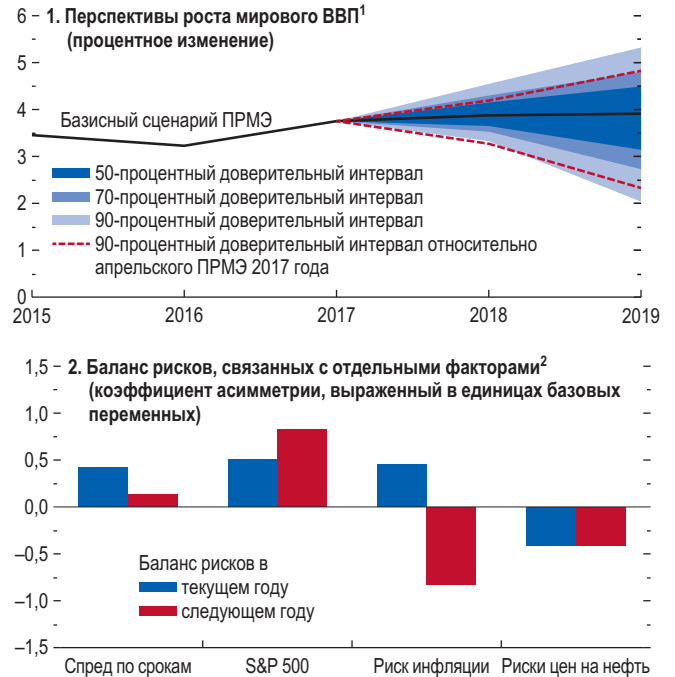 1. Перспективы роста мирового ВВП1
(процентное изменение)
6
5
4
3
2
1
0
Базисный сценарий ПРМЭ
50-процентный доверительный интервал
70-процентный доверительный интервал
90-процентный доверительный интервал
90-процентный доверительный интервал относительно
апрельского ПРМЭ 2017 года
2015 2016 2017 2018 2019
2. Баланс рисков, связанных с отдельными факторами2
(коэффициент асимметрии, выраженный в единицах базовых
переменных)
1,5
1,0
0,5
0,0
–0,5
–1,0
–1,5
Баланс рисков в
текущем году
следующем году
Спред по срокам S&P 500 Риск инфляции Риски цен на нефть